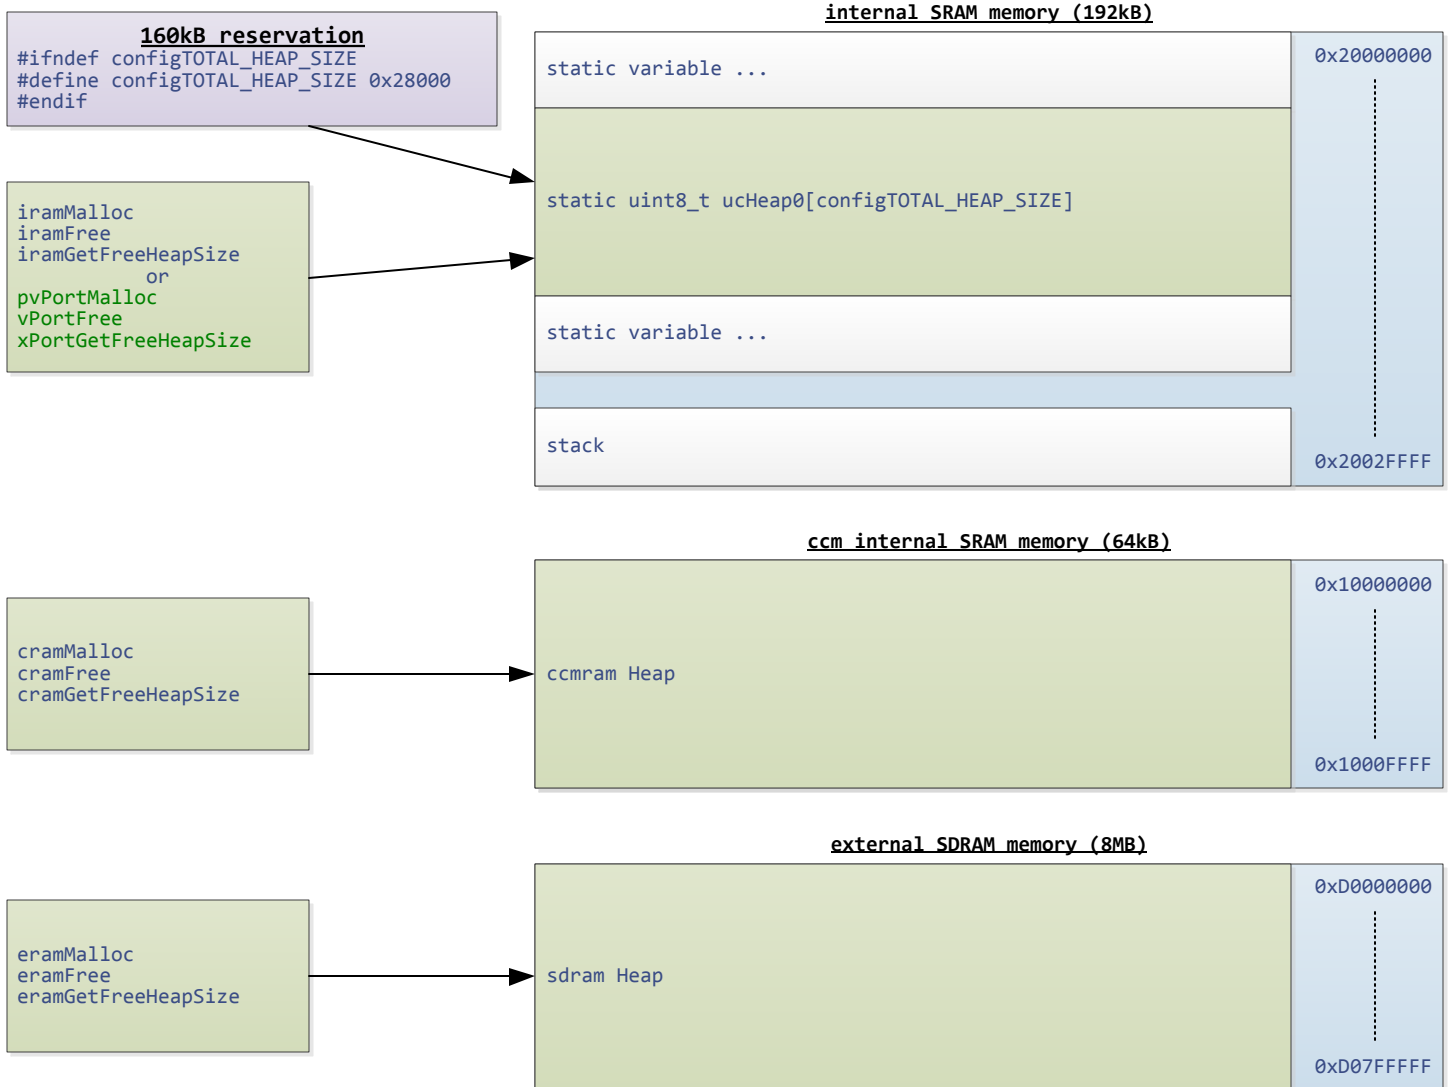 internal SRAM memory (192kB)
160kB reservation
#ifndef configTOTAL_HEAP_SIZE
#define configTOTAL_HEAP_SIZE 0x28000
#endif
static variable ...
0x20000000
static uint8_t ucHeap0[configTOTAL_HEAP_SIZE]
iramMalloc
iramFree
iramGetFreeHeapSize
or
pvPortMalloc
vPortFree
xPortGetFreeHeapSize
static variable ...
stack
0x2002FFFF
ccm internal SRAM memory (64kB)
0x10000000
cramMalloc
cramFree
cramGetFreeHeapSize
ccmram Heap
0x1000FFFF
external SDRAM memory (8MB)
0xD0000000
eramMalloc
eramFree
eramGetFreeHeapSize
sdram Heap
0xD07FFFFF